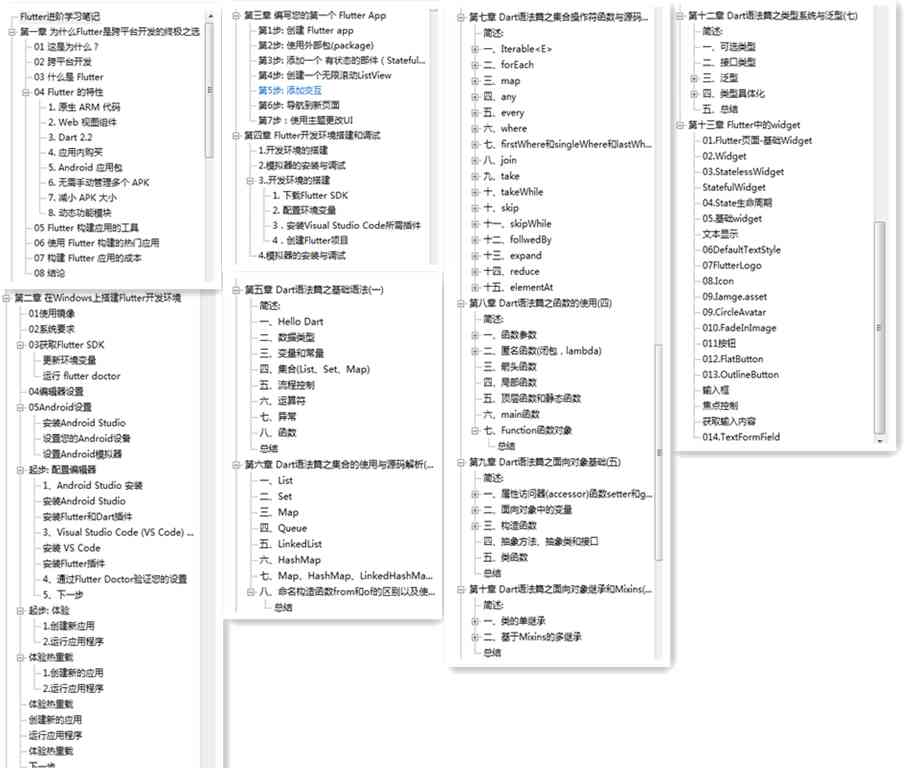 Flutter进阶学习笔记
第一章 为什么Flutter是跨平台开发的终极之选
01 这是为什么？
02 跨平台开发
03 什么是 Flutter
04 Flutter 的特性
1. 原生 ARM 代码
2. Web 视图组件
3. Dart 2.2
4. 应用内购买
5. Android 应用包
6. 无需手动管理多个 APK
7. 减小 APK 大小
8. 动态功能模块
05 Flutter 构建应用的工具
06 使用 Flutter 构建的热门应用
07 构建 Flutter 应用的成本
08 结论
第二章 在Windows上搭建Flutter开发环境
01使用镜像
02系统要求
03获取Flutter SDK
更新环境变量
运行 flutter doctor
04编辑器设置
05Android设置
安装Android Studio
设置您的Android设备
设置Android模拟器
起步: 配置编辑器
1、Android Studio 安装
安装Android Studio
安装Flutter和Dart插件
3、Visual Studio Code (VS Code) ...
安装 VS Code
安装Flutter插件
4、通过Flutter Doctor验证您的设置
5、下一步
起步: 体验
1.创建新应用
2.运行应用程序
体验热重载
1.创建新的应用
2.运行应用程序
体验热重载
创建新的应用
运行应用程序
体验热重载
下一步
第三章 编写您的第一个 Flutter App
第1步: 创建 Flutter app
第2步: 使用外部包(package)
第3步: 添加一个 有状态的部件（Stateful...
第4步: 创建一个无限滚动ListView
第5步: 添加交互
第6步: 导航到新页面
第7步：使用主题更改UI
第四章 Flutter开发环境搭建和调试
1.开发环境的搭建
2.模拟器的安装与调试
3..开发环境的搭建
1. 下载Flutter SDK
2. 配置环境变量
3．安装Visual Studio Code所需插件
4．创建Flutter项目
4.模拟器的安装与调试
第五章 Dart语法篇之基础语法(一)
简述:
一、Hello Dart
二、数据类型
三、变量和常量
四、集合(List、Set、Map)
五、流程控制
六、运算符
七、异常
八、函数
总结
第六章 Dart语法篇之集合的使用与源码解析(...
一、List
二、Set
三、Map
四、Queue
五、LinkedList
六、HashMap
七、Map、HashMap、LinkedHashMa...
八、命名构造函数from和of的区别以及使...
总结
第七章 Dart语法篇之集合操作符函数与源码...
简述:
一、Iterable<E>
二、forEach
三、map
四、any
五、every
六、where
七、firstWhere和singleWhere和lastWh...
八、join
九、take
十、takeWhile
十、skip
十一、skipWhile
十二、follwedBy
十三、expand
十四、reduce
十五、elementAt
第八章 Dart语法篇之函数的使用(四)
简述:
一、函数参数
二、匿名函数(闭包，lambda)
三、箭头函数
四、局部函数
五、顶层函数和静态函数
六、main函数
七、Function函数对象
总结
第九章 Dart语法篇之面向对象基础(五)
简述:
一、属性访问器(accessor)函数setter和g...
二、面向对象中的变量
三、构造函数
四、抽象方法、抽象类和接口
五、类函数
总结
第十章 Dart语法篇之面向对象继承和Mixins(...
简述:
一、类的单继承
二、基于Mixins的多继承
总结
第十二章 Dart语法篇之类型系统与泛型(七)
简述:
一、可选类型
二、接口类型
三、泛型
四、类型具体化
五、总结
第十三章 Flutter中的widget
01.Flutter页面-基础Widget
02.Widget
03.StatelessWidget
StatefulWidget
04.State生命周期
05.基础widget
文本显示
06DefaultTextStyle
07FlutterLogo
08.Icon
09.Iamge.asset
09.CircleAvatar
010.FadeInImage
011按钮
012.FlatButton
013.OutlineButton
输入框
焦点控制
获取输入内容
014.TextFormField